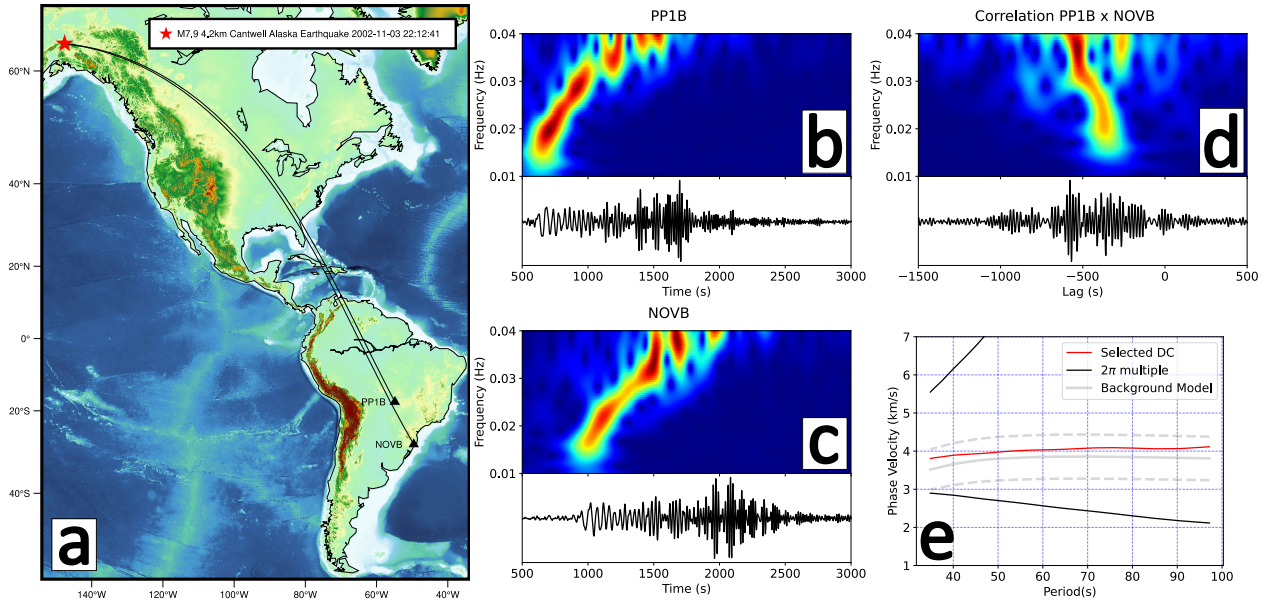 M7,9 4.2km Cantwell Alaska Earthquake 2002-11-03 22:12:41
60°N
40°N
20°N
0°
20°S
40°S
140°W 120°W 100°W 80°W 60°W 40°W
PP1B
NOVB
a
PP1B
Frequency (Hz)
0.04
0.03
0.02
0.01
b
500 1000 1500 2000 2500 3000
Time (s)
NOVB
Frequency (Hz)
0.04
0.03
0.02
0.01
c
500 1000 1500 2000 2500 3000
Time (s)
Correlation PP1B x NOVB
Frequency (Hz)
0.04
0.03
0.02
0.01
d
−1500 −1000 −500 0 500
Lag (s)
Phase Velocity (km/s)
7
6
5
4
3
2
1
Selected DC
2π multiple
Background Model
e
40 50 60 70 80 90 100
Period(s)